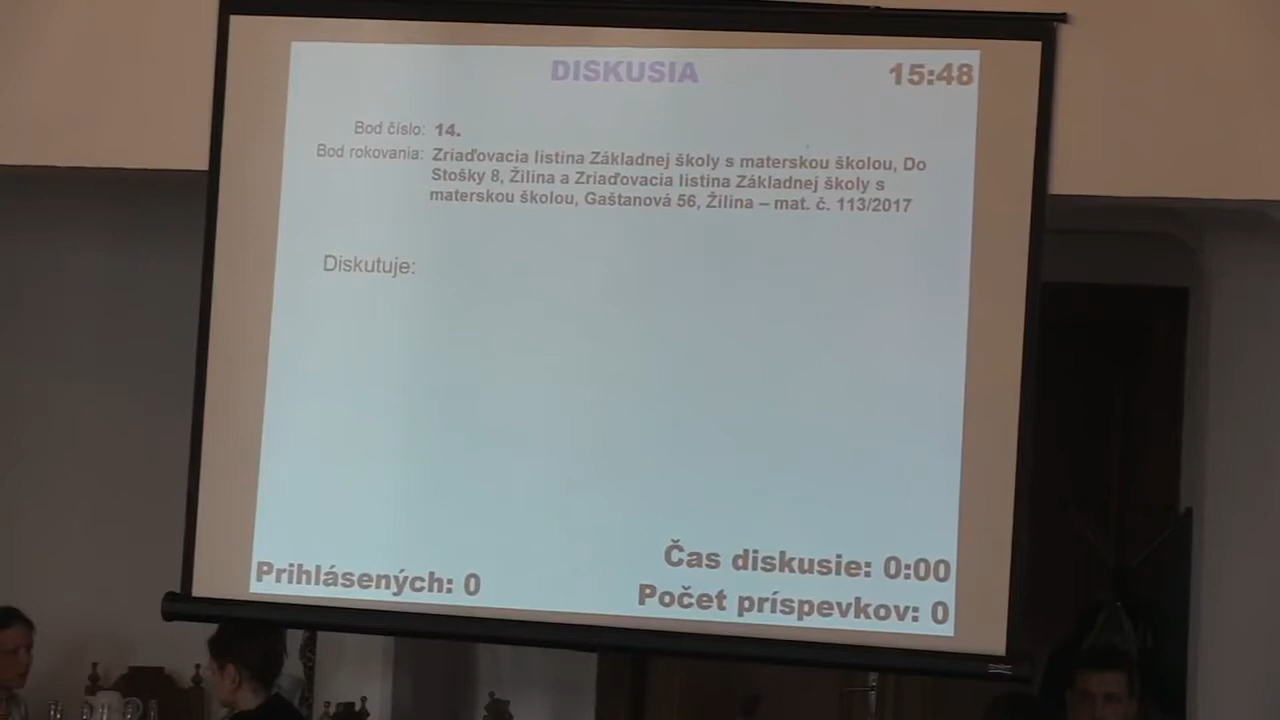 DISKUSIA
15:48
Bod číslo: 14.
Bod rokovania: Zriaďovacia listina Základnej školy s materskou školou, Do
Stošky 8, Žilina a Zriaďovacia listina Základnej školy s
materskou školou, Gaštanová 56, Žilina – mat. č. 113/2017
Diskutuje:
Čas diskusie: 0:00
Prihlásených: 0
Počet príspevkov: 0